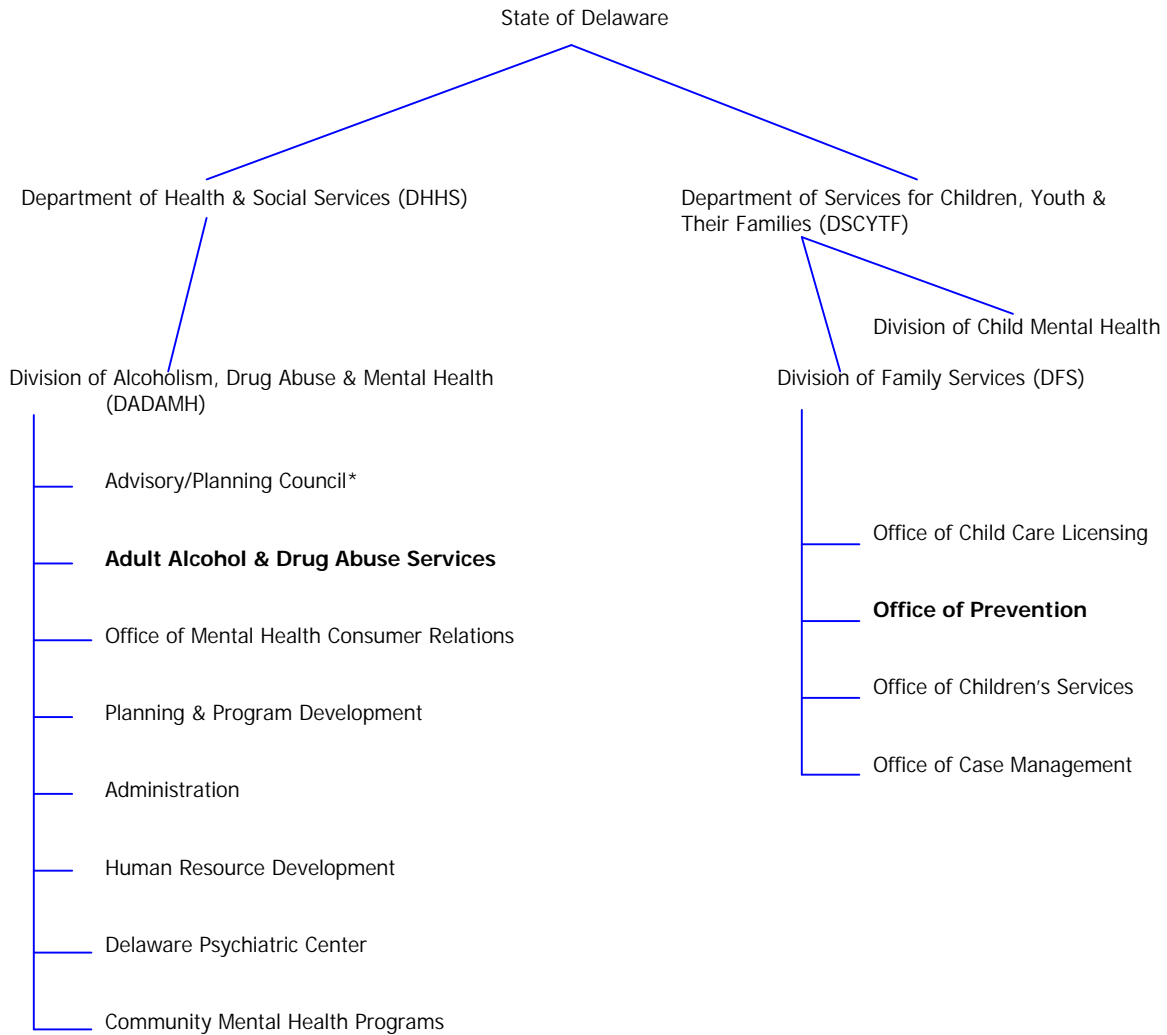 State of Delaware
Department of Health & Social Services (DHHS)
Department of Services for Children, Youth &
Their Families (DSCYTF)
Division of Child Mental Health
Division of Alcoholism, Drug Abuse & Mental Health
(DADAMH)
Division of Family Services (DFS)
Advisory/Planning Council*
Adult Alcohol & Drug Abuse Services
Office of Mental Health Consumer Relations
Planning & Program Development
Administration
Human Resource Development
Delaware Psychiatric Center
Community Mental Health Programs
Office of Child Care Licensing
Office of Prevention
Office of Children's Services
Office of Case Management